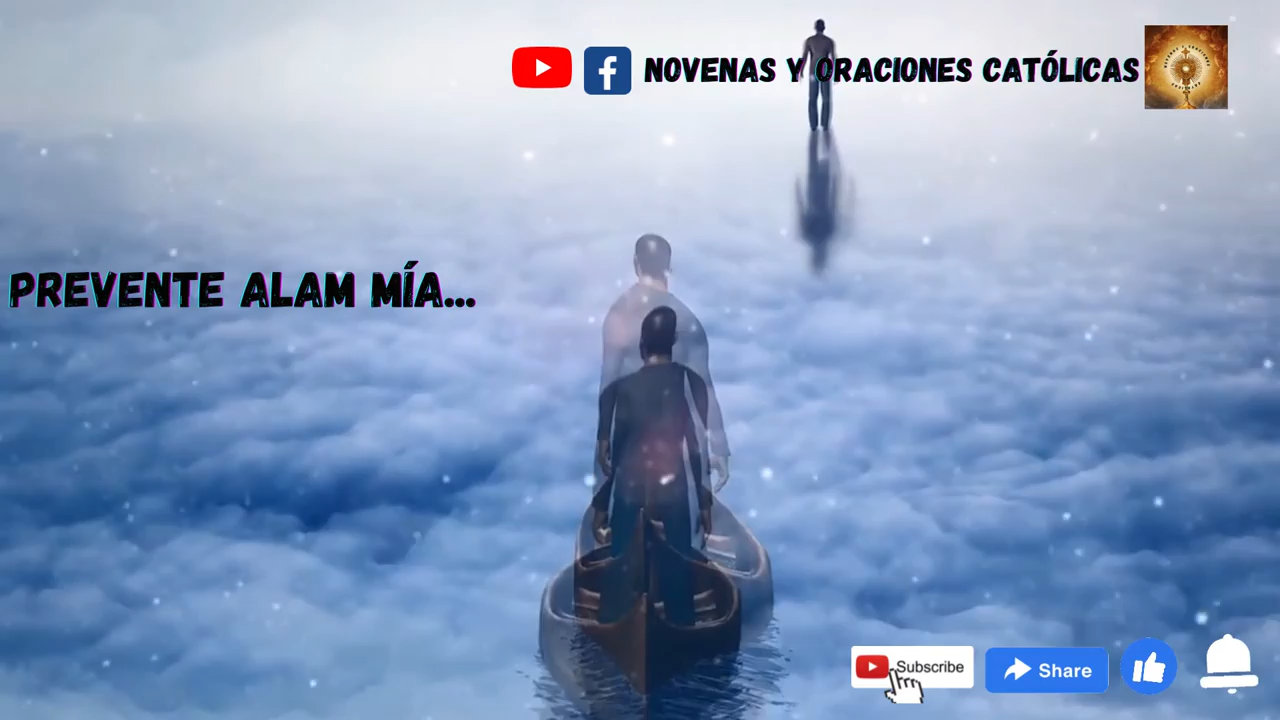 NOVENAS Y ORACIONES CATÓLICAS
PREVENTE ALAM MÍA...
Subscribe
Share